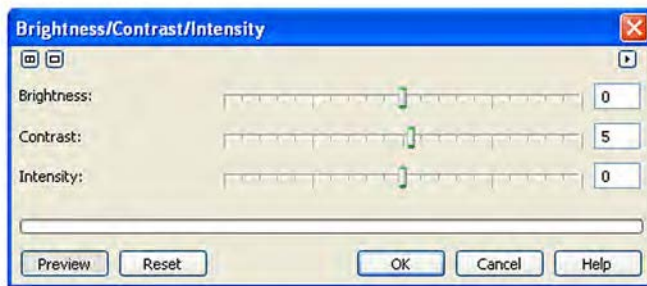 Brightness/Contrast/Intensity
Brightness: 0
Contrast: 5
Intensity: 0
Preview Reset OK Cancel Help